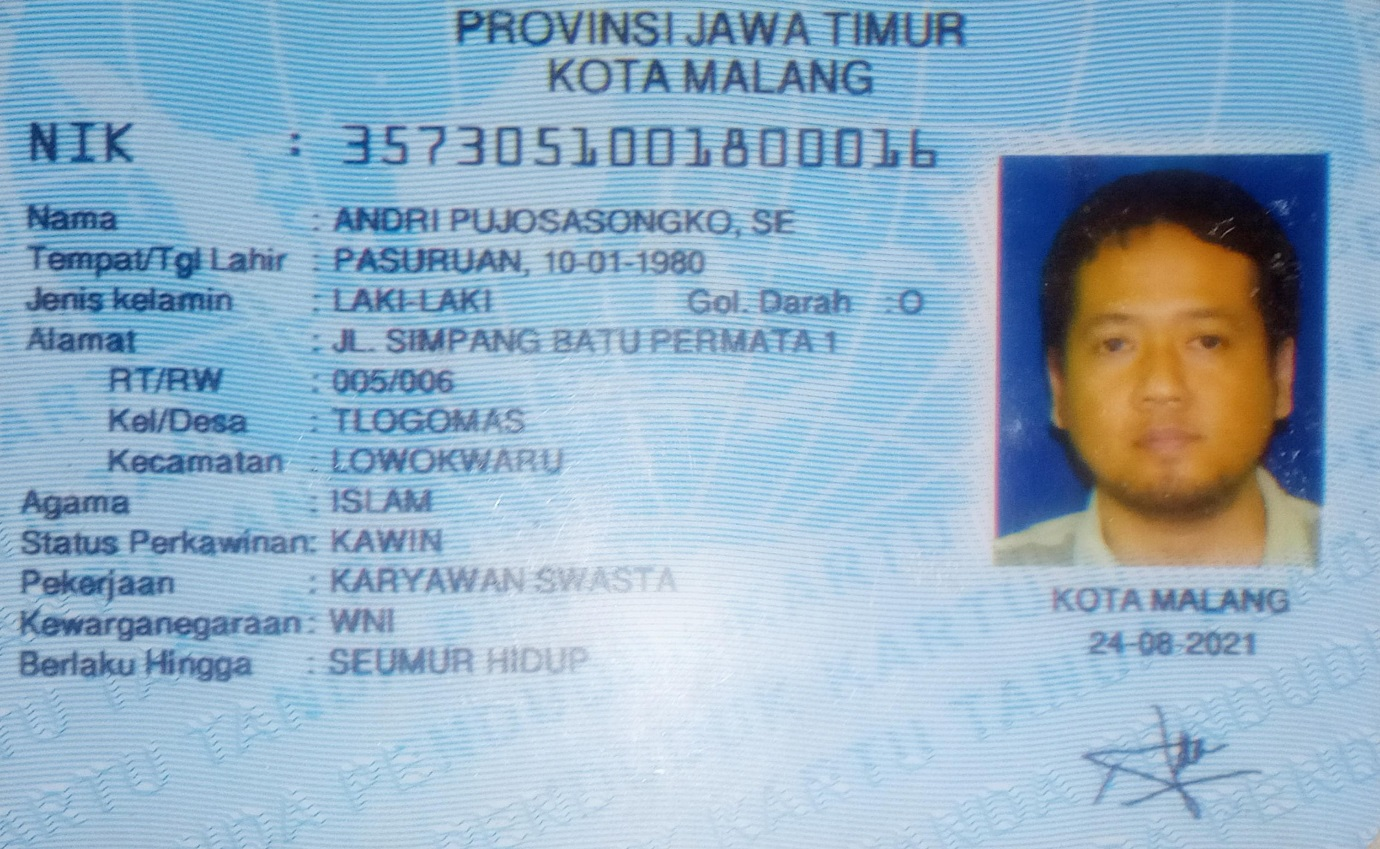 PROVINSI JAWA TIMUR
KOTA MALANG
NIK : 3573051001800016
Nama : ANDRI PUJOSASONGKO, SE
Tempat/Tgl Lahir : PASURUAN, 10-01-1980
Jenis kelamin : LAKI-LAKI Gol. Darah : O
Alamat : JL. SIMPANG BATU PERMATA 1
RT/RW : 005/006
Kel/Desa : TLOGOMAS
Kecamatan : LOWOKWARU
Agama : ISLAM
Status Perkawinan: KAWIN
Pekerjaan : KARYAWAN SWASTA
Kewarganegaraan: WNI
Berlaku Hingga : SEUMUR HIDUP
KOTA MALANG
24-08-2021